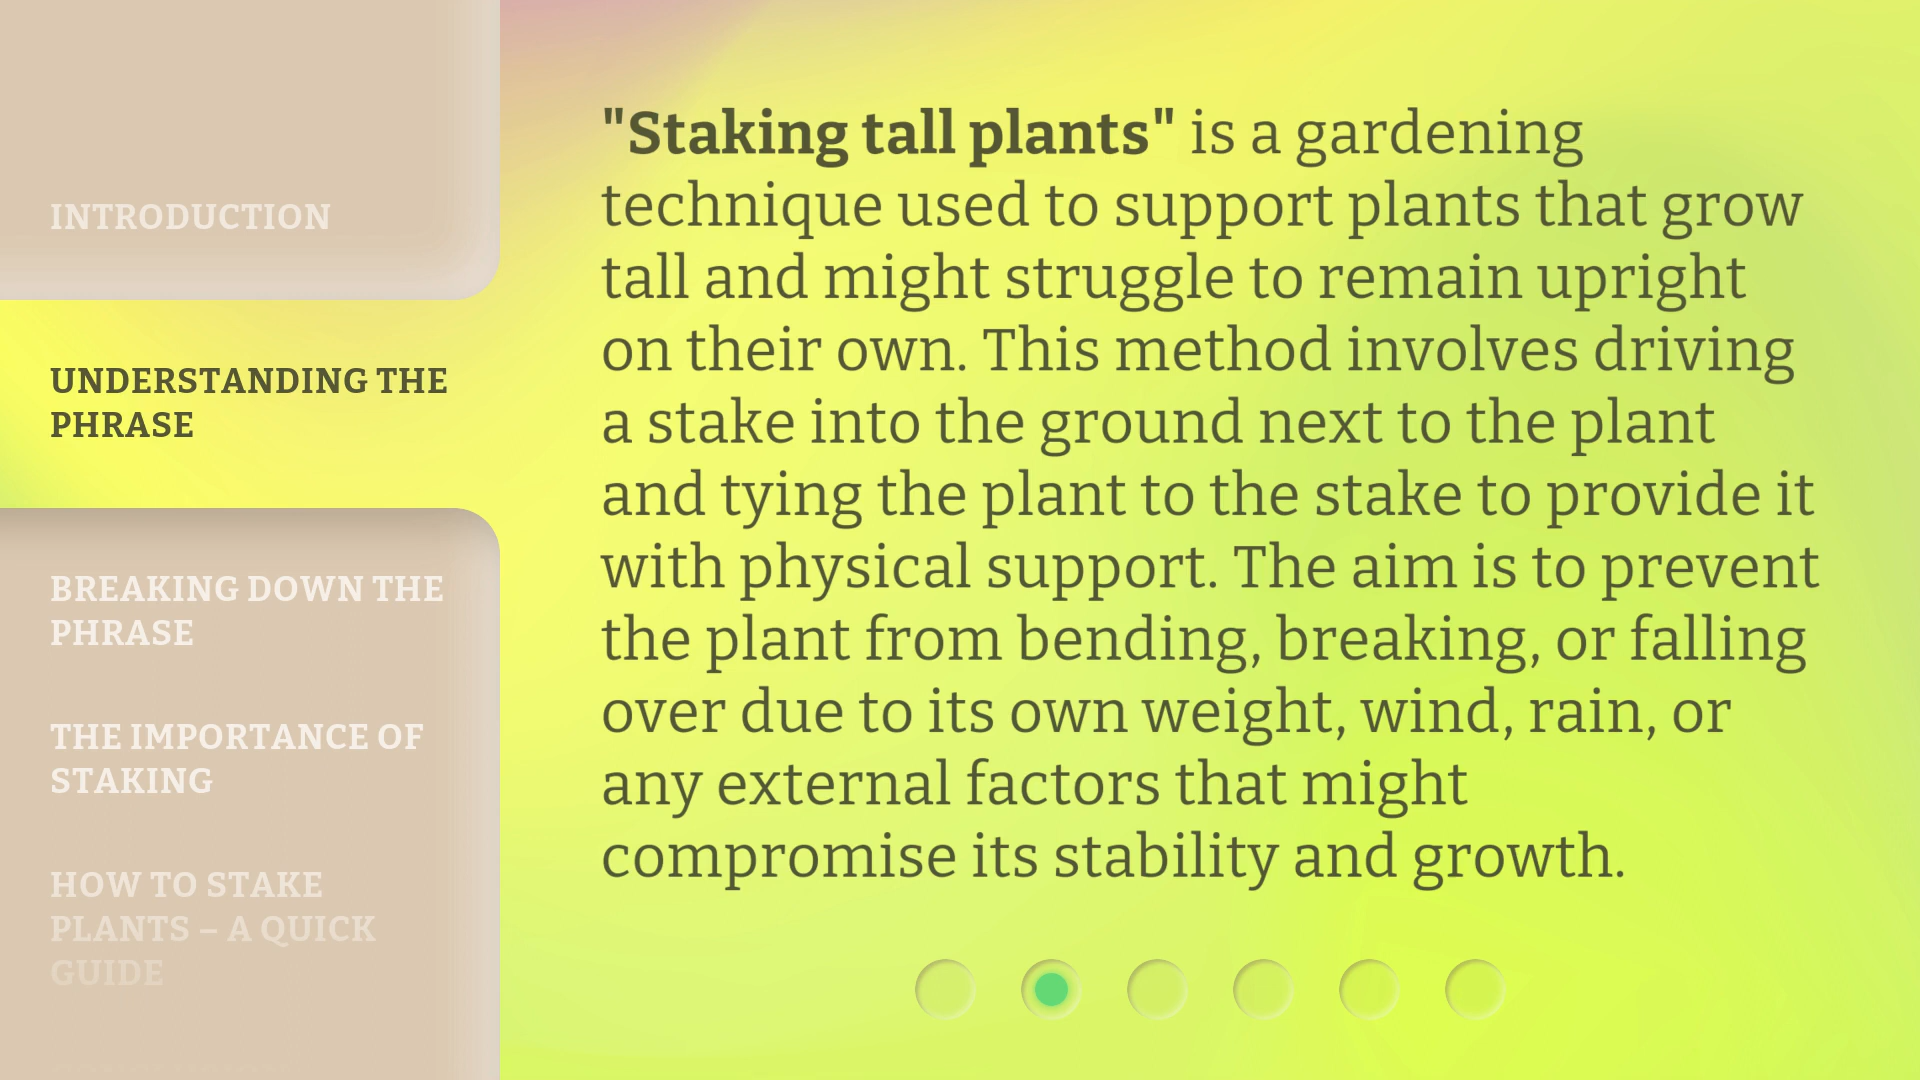 INTRODUCTION
UNDERSTANDING THE
PHRASE
BREAKING DOWN THE
PHRASE
THE IMPORTANCE OF
STAKING
HOW TO STAKE
PLANTS – A QUICK
GUIDE
"Staking tall plants" is a gardening
technique used to support plants that grow
tall and might struggle to remain upright
on their own. This method involves driving
a stake into the ground next to the plant
and tying the plant to the stake to provide it
with physical support. The aim is to prevent
the plant from bending, breaking, or falling
over due to its own weight, wind, rain, or
any external factors that might
compromise its stability and growth.